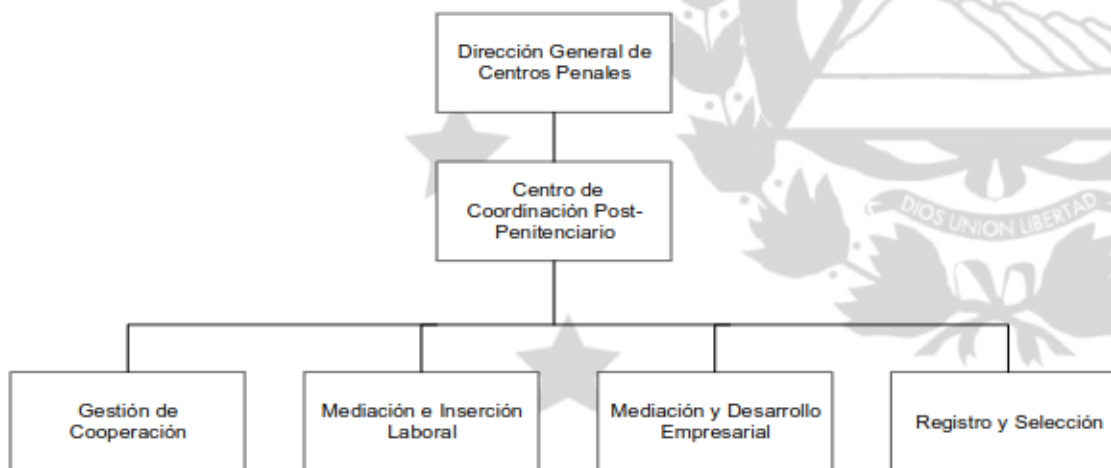 Dirección General de
Centros Penales
Centro de
Coordinación Post-
Penitenciario
DIOS UNION LIBERTAD
Gestión de
Cooperación
Mediación e Inserción
Laboral
Mediación y Desarrollo
Empresarial
Registro y Selección